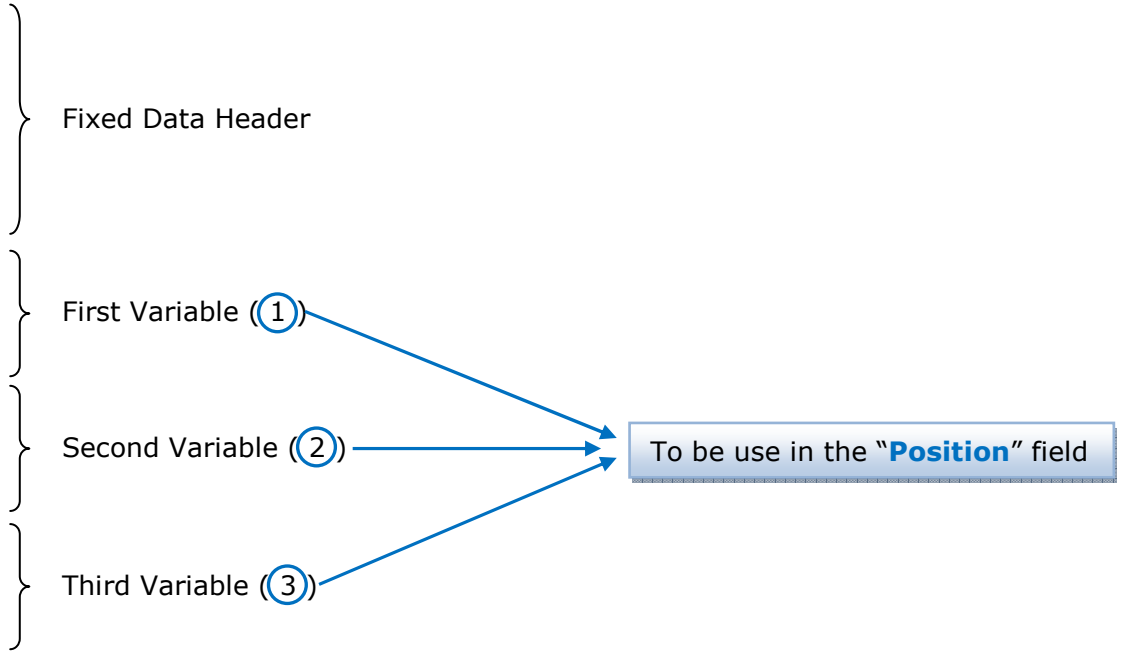 Fixed Data Header
First Variable (1)
Second Variable (2)
To be use in the “Position” field
Third Variable (3)